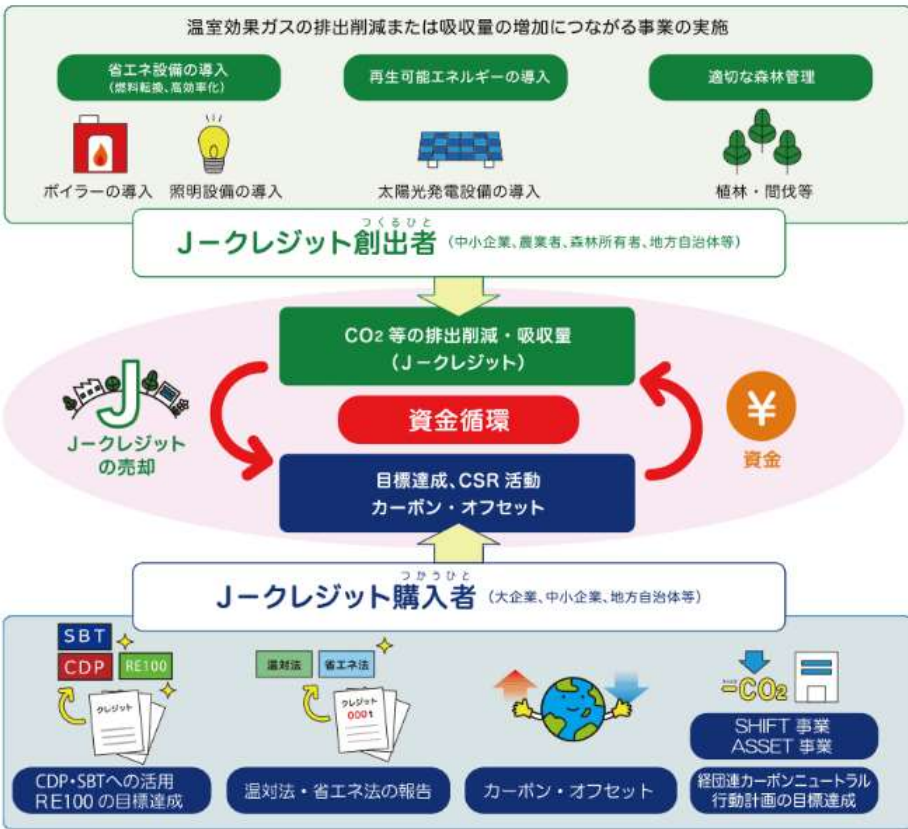 温室効果ガスの排出削減または吸収量の増加につながる事業の実施
省エネ設備の導入
(燃料転換、高効率化)
再生可能エネルギーの導入
適切な森林管理
ボイラーの導入
照明設備の導入
太陽光発電設備の導入
植林・間伐等
つくるひと
Jークレジット創出者 (中小企業、農業者、森林所有者、地方自治体等)
CO2 等の排出削減・吸収量
(Jークレジット)
J
Jークレジット
の売却
資金循環
¥
資金
目標達成、CSR 活動
カーボン・オフセット
つかうひと
Jークレジット購入者 (大企業、中小企業、地方自治体等)
SBT
CDP
RE100
クレジット
CDP・SBTへの活用
RE100 の目標達成
温対法
省エネ法
クレジット
000t
温対法・省エネ法の報告
カーボン・オフセット
-CO2
SHIFT 事業
ASSET 事業
経団連カーボンニュートラル
行動計画の目標達成